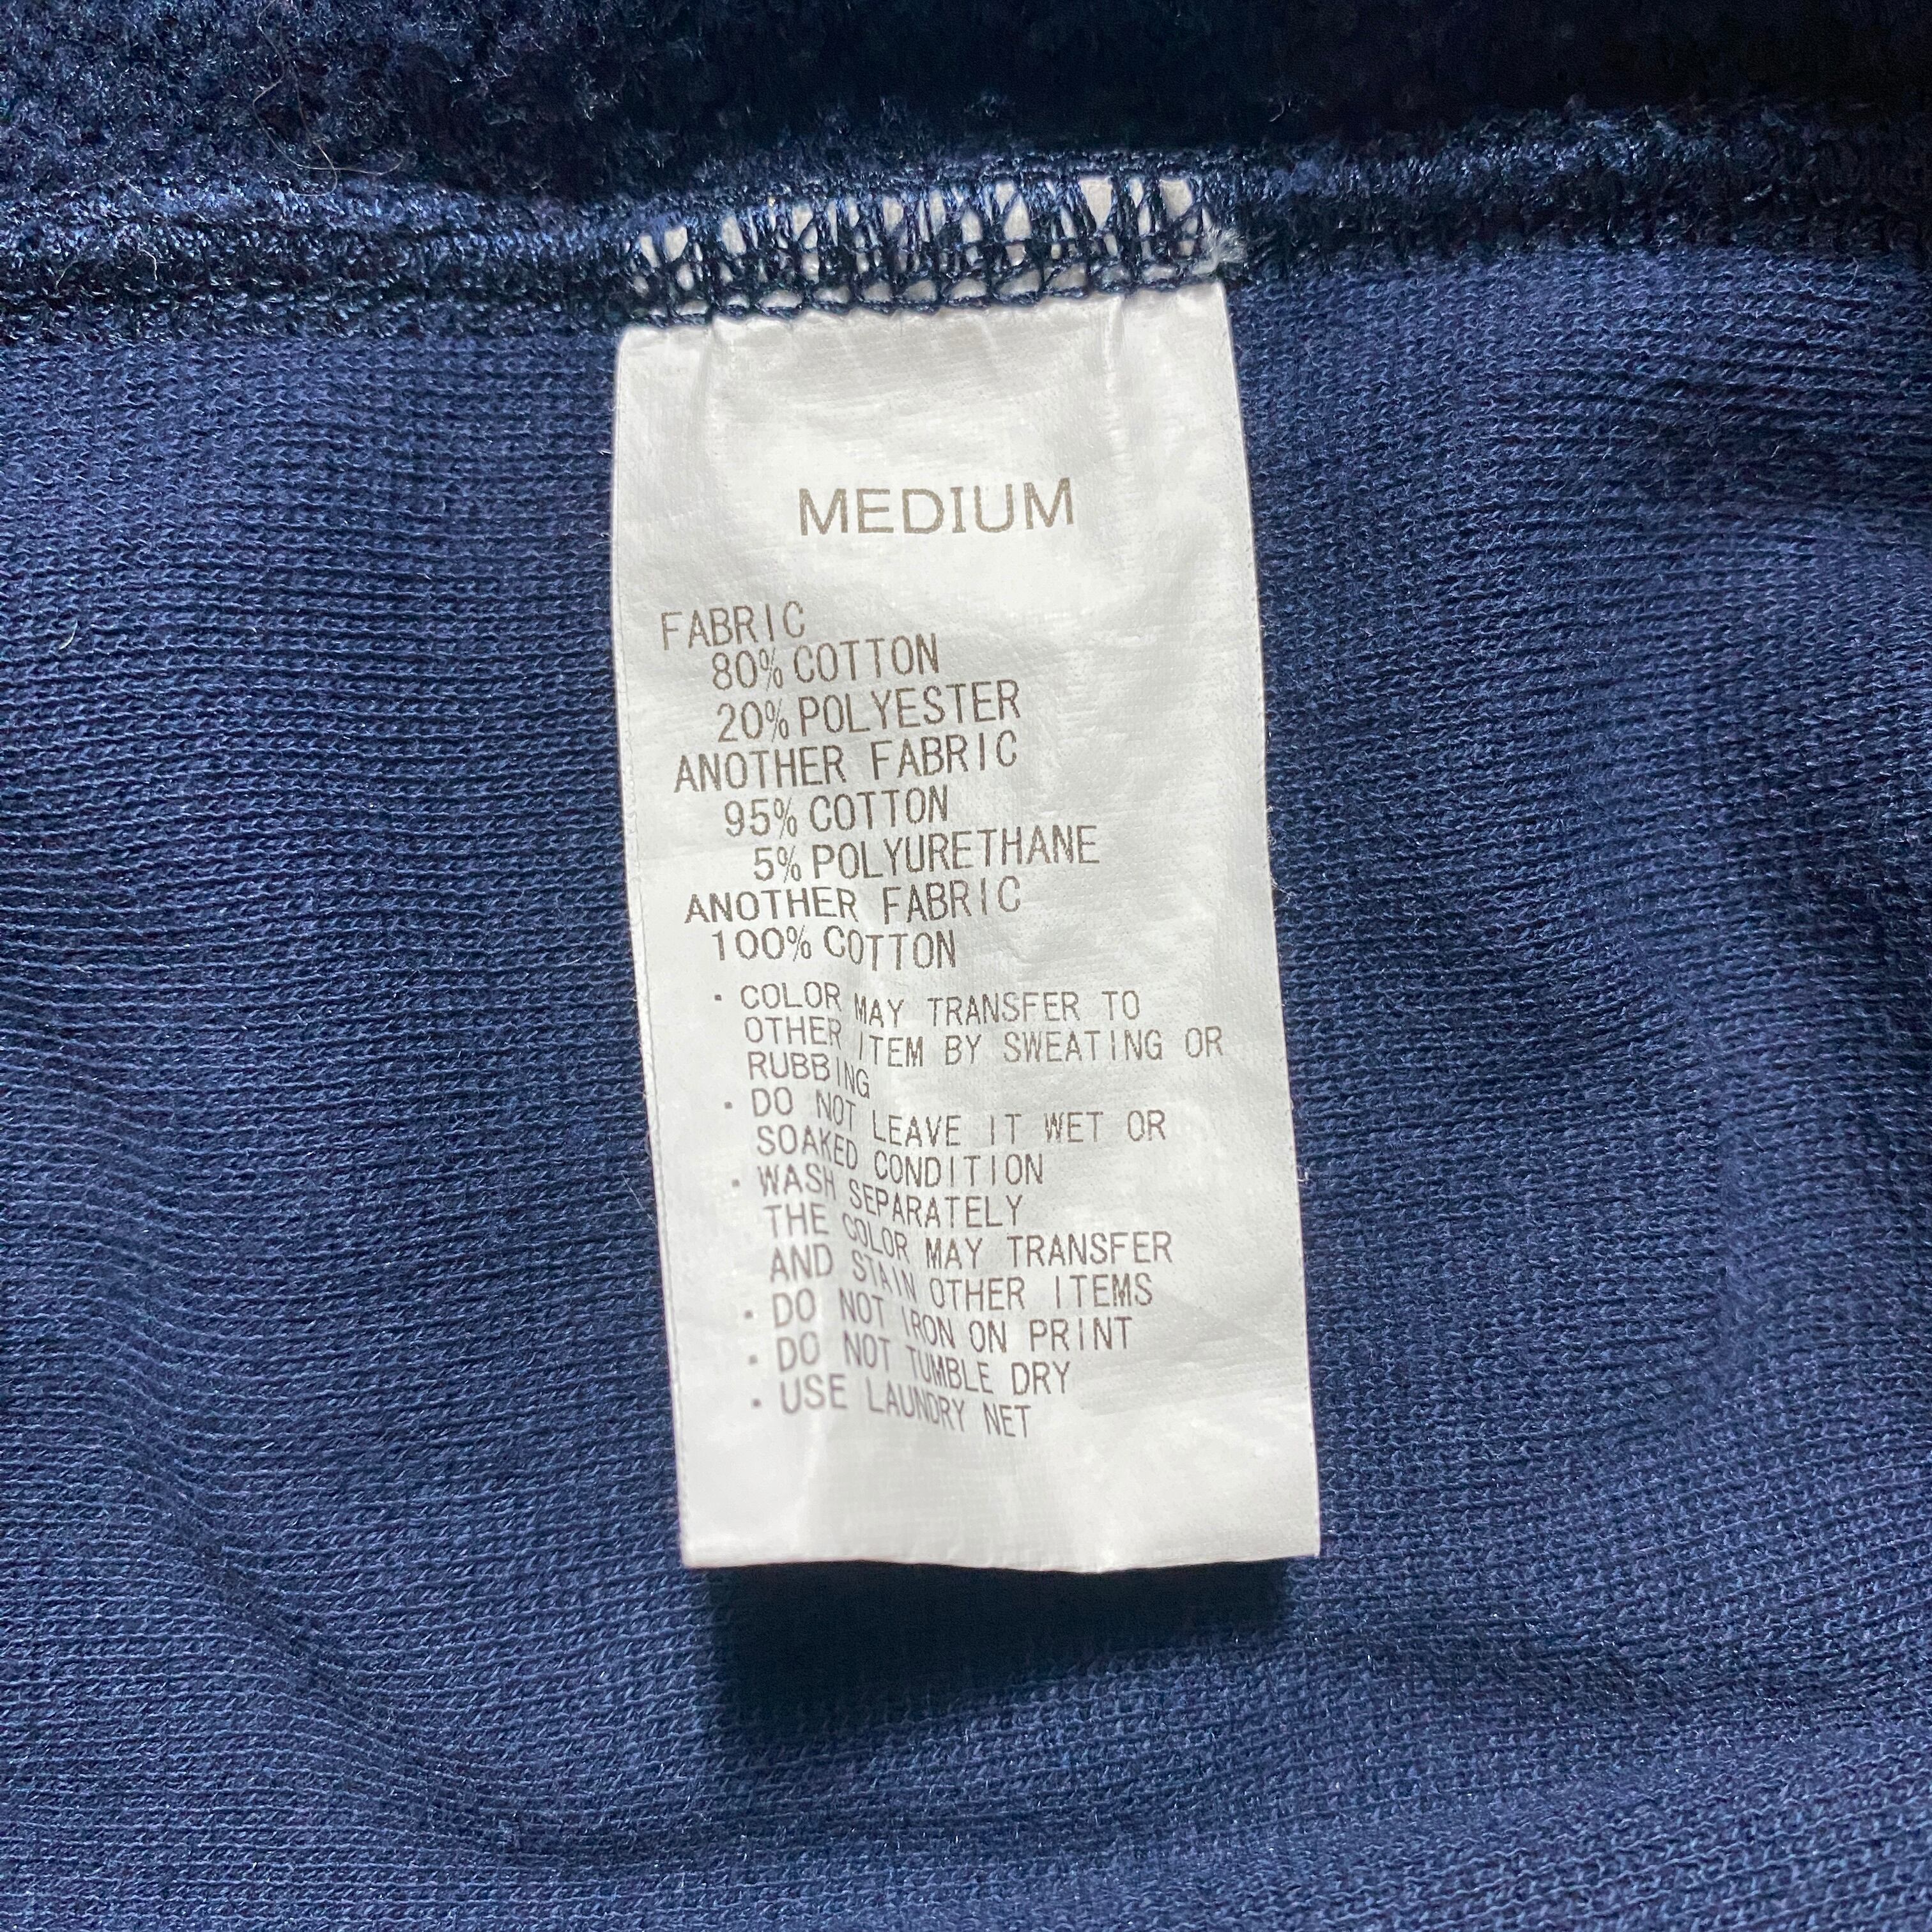 MEDIUM
FABRIC
80% COTTON
20% POLYESTER
ANOTHER FABRIC
95% COTTON
5% POLYURETHANE
ANOTHER FABRIC
100% COTTON
・COLOR MAY TRANSFER TO
OTHER ITEM BY SWEATING OR
RUBBING
・DO NOT LEAVE IT WET OR
SOAKED CONDITION
・WASH SEPARATELY
THE COLOR MAY TRANSFER
AND STAIN OTHER ITEMS
・DO NOT IRON ON PRINT
・DO NOT TUMBLE DRY
・USE LAUNDRY NET